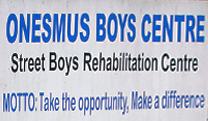 ONESMUS BOYS CENTRE
Street Boys Rehabilitation Centre
MOTTO: Take the opportunity, Make a difference